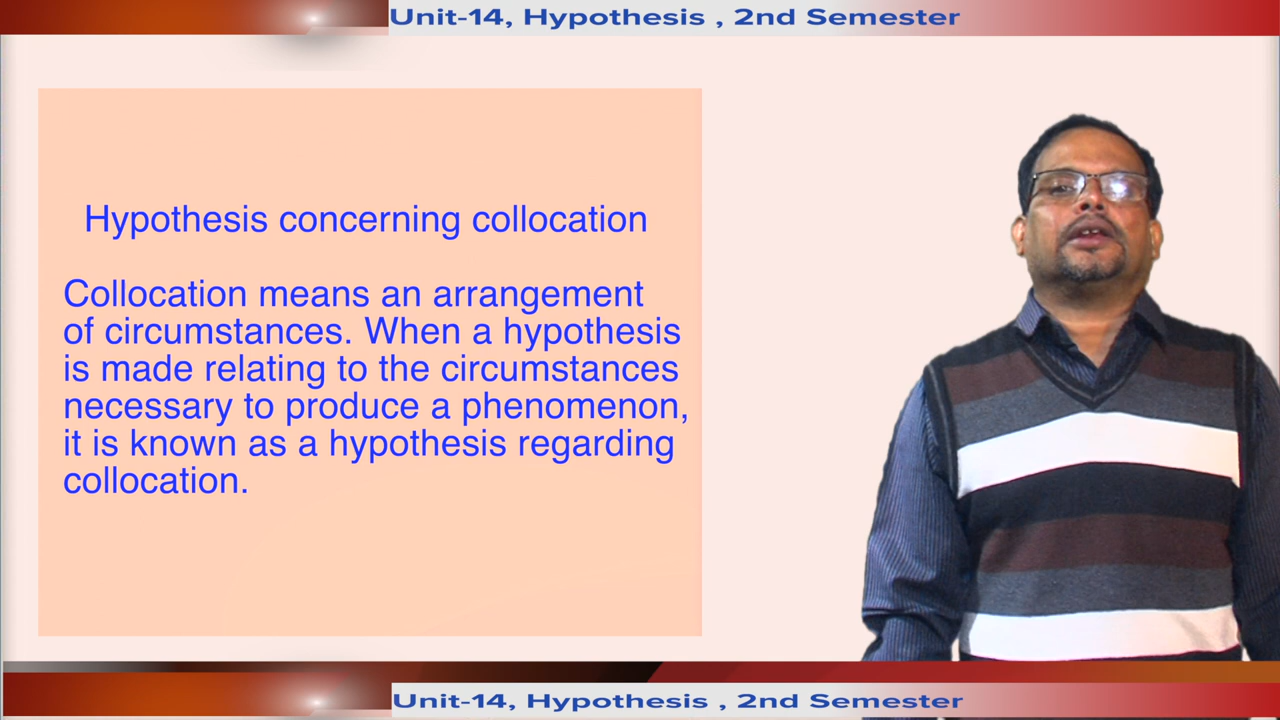 Unit-14, Hypothesis , 2nd Semester
Hypothesis concerning collocation
Collocation means an arrangement
of circumstances. When a hypothesis
is made relating to the circumstances
necessary to produce a phenomenon,
it is known as a hypothesis regarding
collocation.
Unit-14, Hypothesis , 2nd Semester